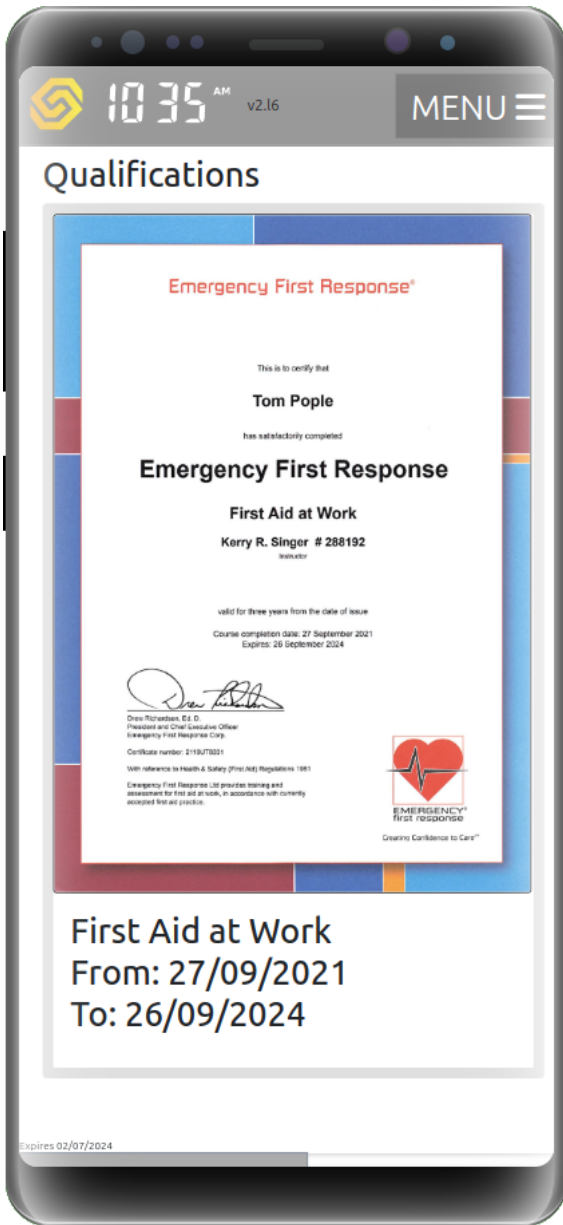 10 35 AM
v2.l6
MENU
Qualifications
Emergency First Response®
This is to certify that
Tom Pople
has satisfactorily completed
Emergency First Response
First Aid at Work
Kerry R. Singer # 288192
Instructor
valid for three years from the date of issue
Course completion date: 27 September 2021
Expires: 26 September 2024
Drew Richardson, Ed. D.
President and Chief Executive Officer
Emergency First Response Corp.
Certificate number:
With reference to Health & Safety (First Aid) Regulations 1981
Emergency First Response Ltd provides training and
assessment for first aid at work, in accordance with currently
accepted first aid practice.
EMERGENCY®
first response
Creating Confidence to Care™
First Aid at Work
From: 27/09/2021
To: 26/09/2024
Expires 02/07/2024